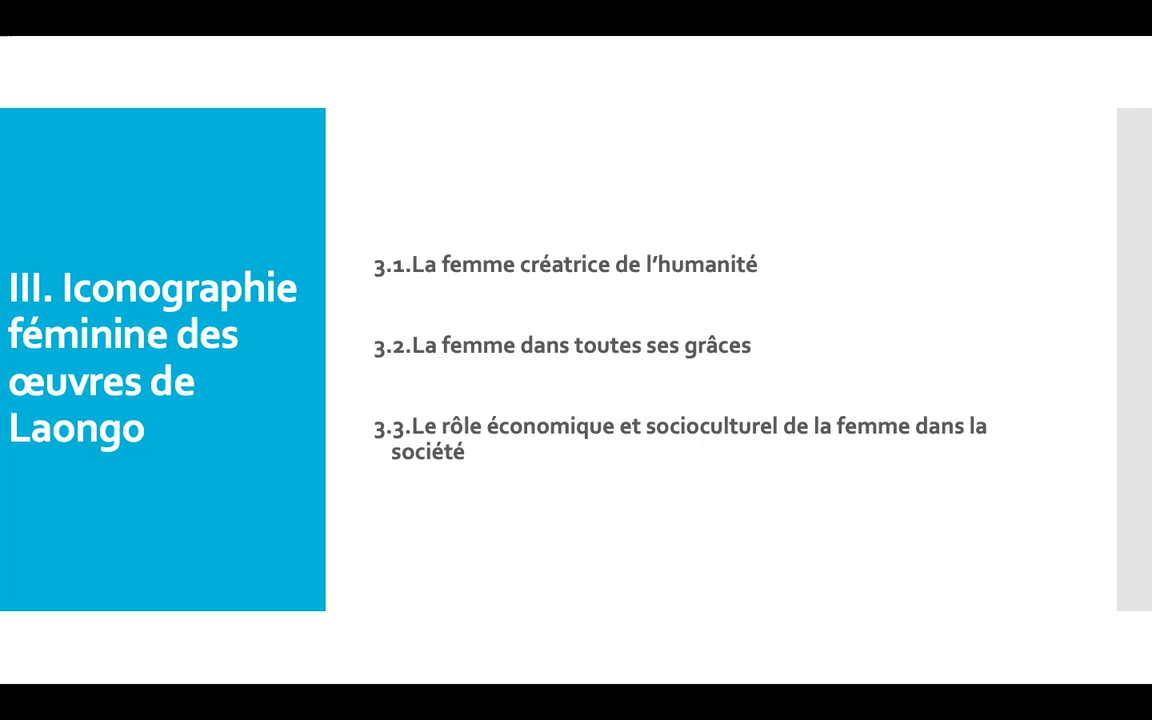 III. Iconographie
féminine des
œuvres de
Laongo
3.1.La femme créatrice de l’humanité
3.2.La femme dans toutes ses grâces
3.3.Le rôle économique et socioculturel de la femme dans la
société